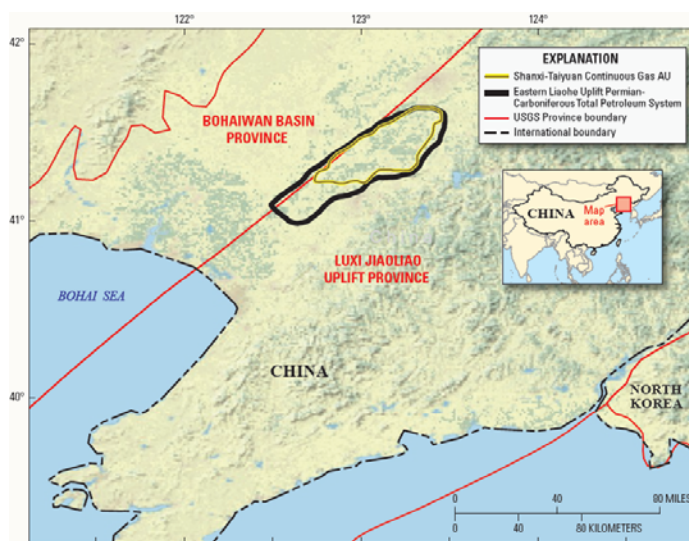 122°
123°
124°
42°
41°
40°
EXPLANATION
Shanxi-Taiyuan Continuous Gas AU
Eastern Liaohe Uplift Permian-
Carboniferous Total Petroleum System
USGS Province boundary
International boundary
BOHAIWAN BASIN
PROVINCE
CHINA
Map
area
LUXI JIAOLIAO
UPLIFT PROVINCE
BOHAI SEA
CHINA
NORTH
KOREA
0 40 80 MILES
0 40 80 KILOMETERS